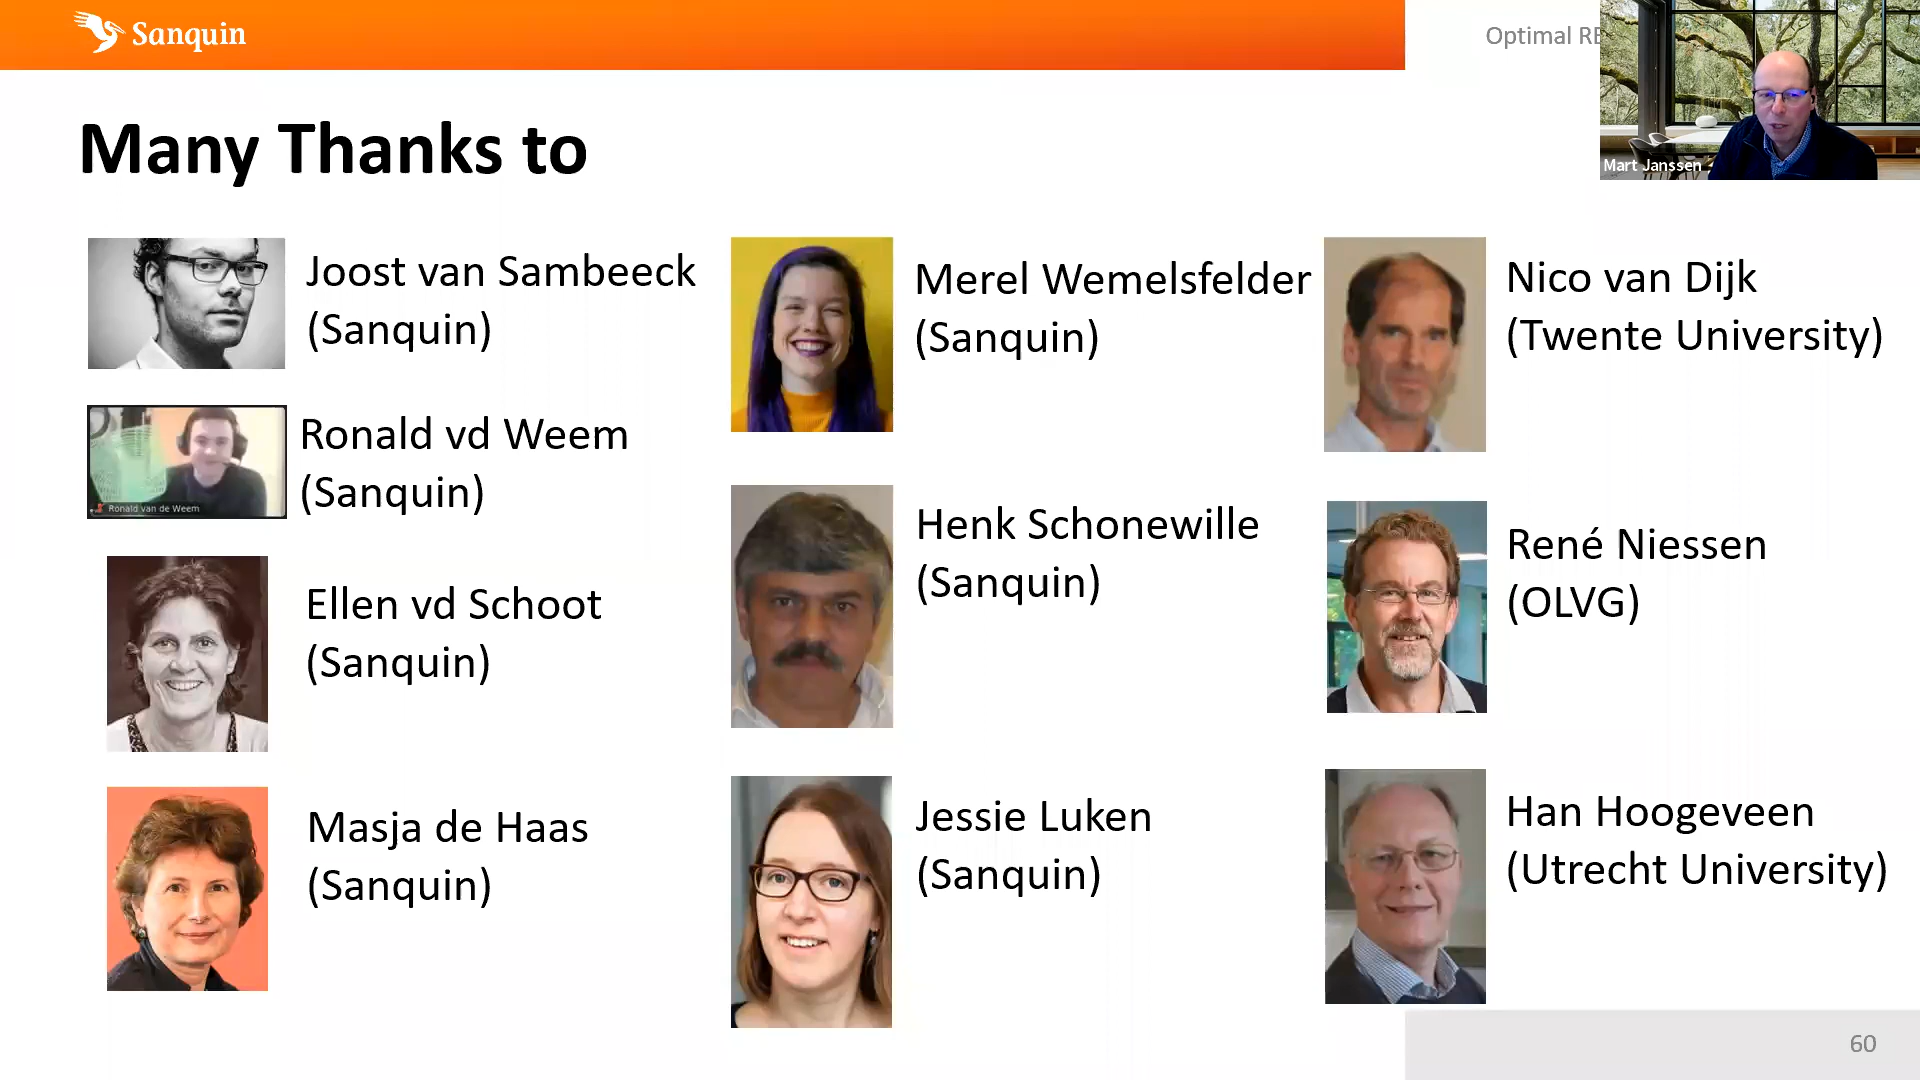 Sanquin
Optimal
Mart Janssen
Many Thanks to
Joost van Sambeeck
(Sanquin)
Ronald vd Weem
(Sanquin)
Ronald van de Weem
Ellen vd Schoot
(Sanquin)
Masja de Haas
(Sanquin)
Merel Wemelsfelder
(Sanquin)
Henk Schonewille
(Sanquin)
Jessie Luken
(Sanquin)
Nico van Dijk
(Twente University)
René Niessen
(OLVG)
Han Hoogeveen
(Utrecht University)
60